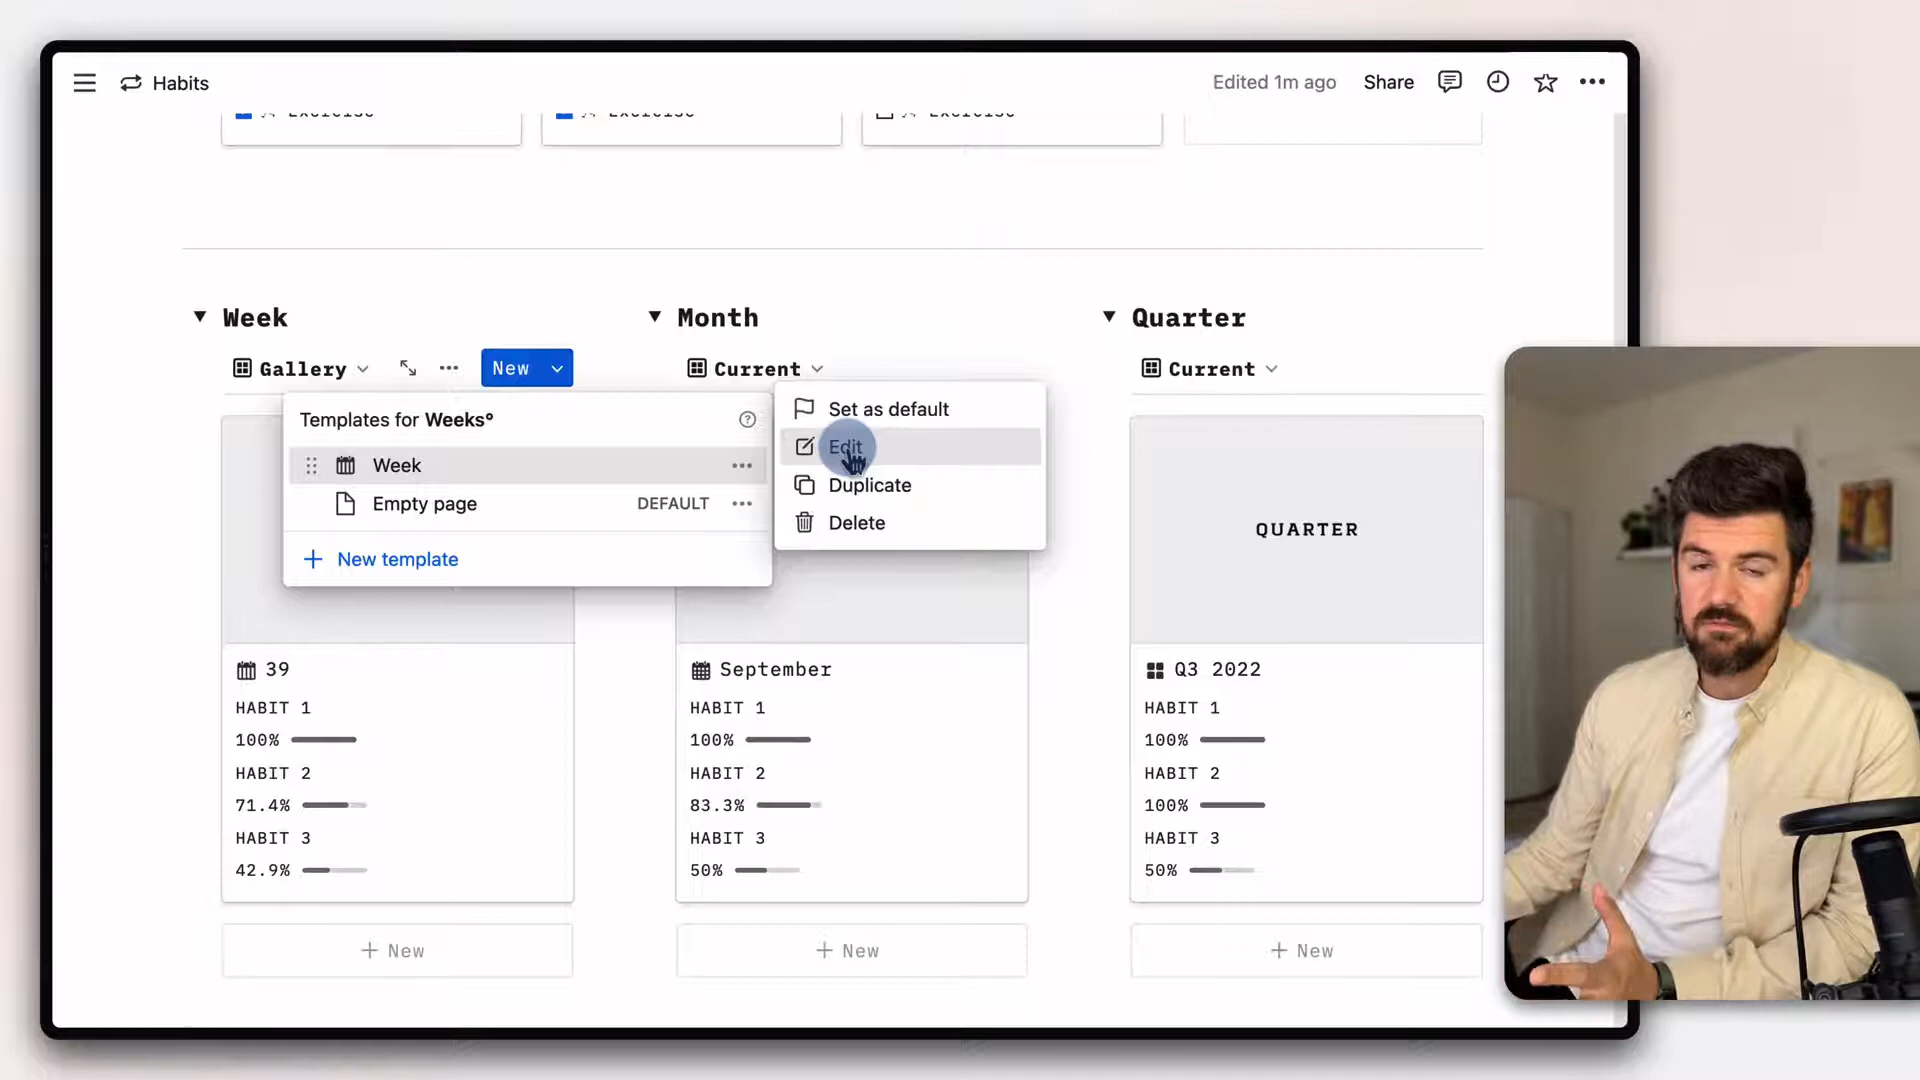 Habits
Edited 1m ago Share
Exercise Exercise Exercise
Week Month Quarter
Gallery New Current Current
Templates for Weeks°
Week
Empty page DEFAULT
New template
Set as default
Edit
Duplicate
Delete
QUARTER
39
HABIT 1
100%
HABIT 2
71.4%
HABIT 3
42.9%
+ New
September
HABIT 1
100%
HABIT 2
83.3%
HABIT 3
50%
+ New
Q3 2022
HABIT 1
100%
HABIT 2
100%
HABIT 3
50%
+ New